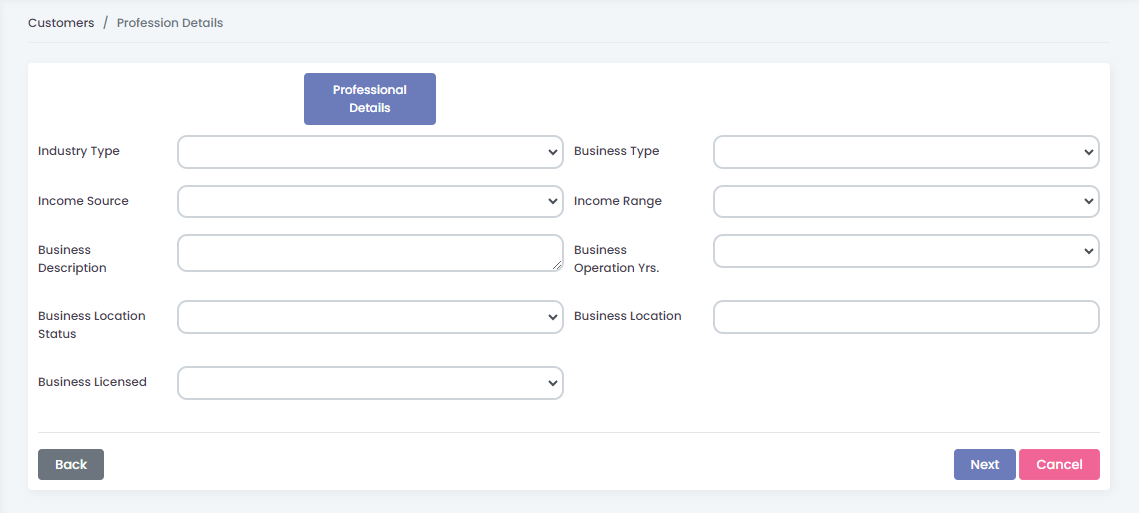 Customers / Profession Details
Professional
Details
Industry Type
Business Type
Income Source
Income Range
Business
Description
Business
Operation Yrs.
Business Location
Status
Business Location
Business Licensed
Back
Next
Cancel